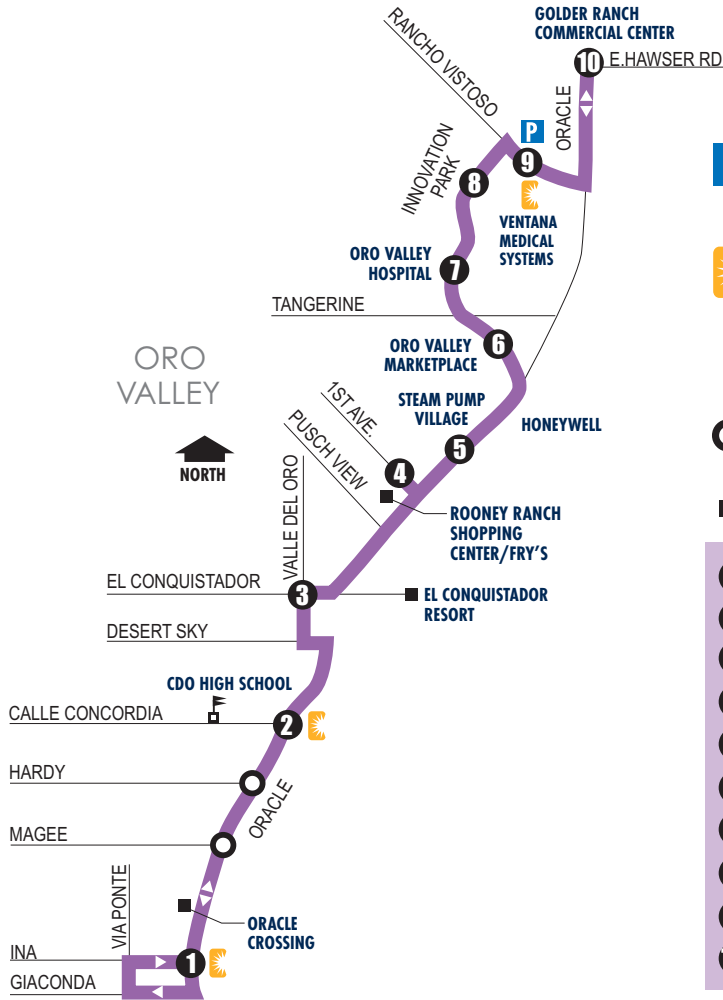 GOLDER RANCH
COMMERCIAL CENTER
10
E.HAWSER RD
RANCHO VISTOSO
ORACLE
P
9
INNOVATION
PARK
8
VENTANA
MEDICAL
SYSTEMS
ORO VALLEY
HOSPITAL
7
TANGERINE
6
ORO VALLEY
MARKETPLACE
ORO
VALLEY
1ST AVE.
STEAM PUMP
VILLAGE
HONEYWELL
PUSCH VIEW
5
NORTH
4
VALLE DEL ORO
ROONEY RANCH
SHOPPING
CENTER/FRY'S
EL CONQUISTADOR
3
EL CONQUISTADOR
RESORT
DESERT SKY
CDO HIGH SCHOOL
CALLE CONCORDIA
2
HARDY
ORACLE
MAGEE
VIA PONTE
ORACLE
CROSSING
INA
1
GIACONDA